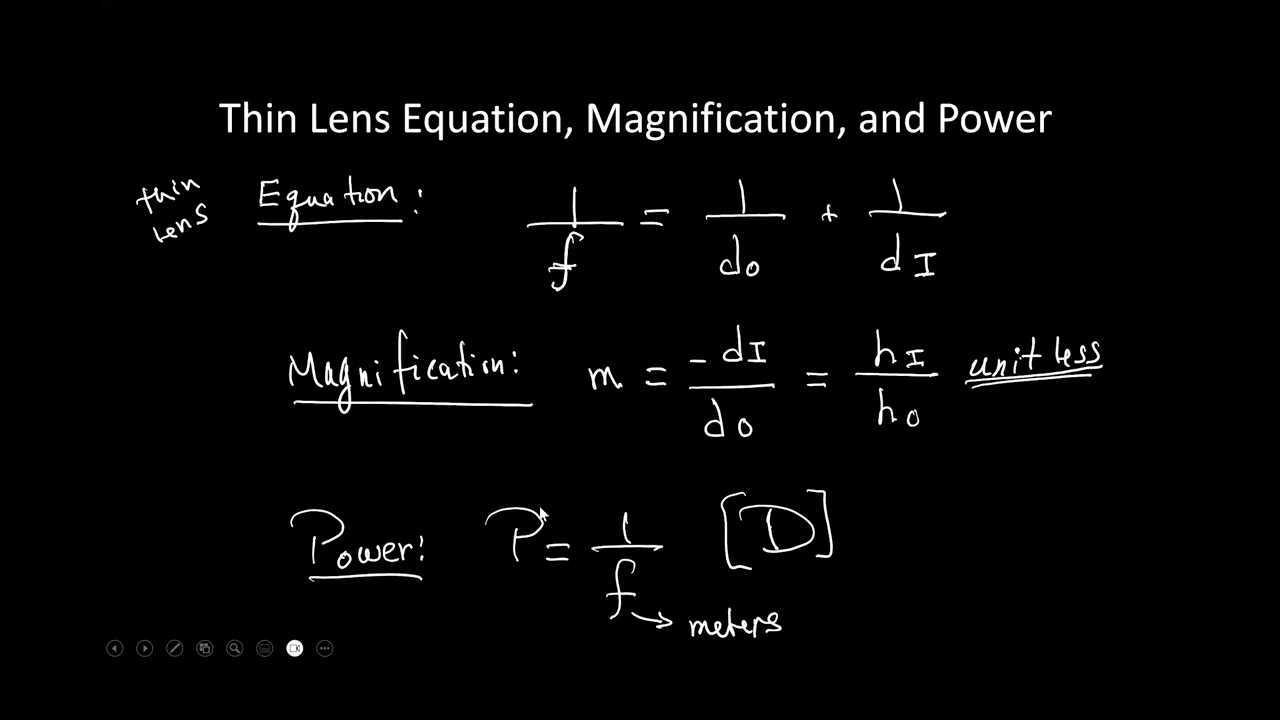 Thin Lens Equation, Magnification, and Power
thin lens Equation: 1/f = 1/do + 1/dI
Magnification: m = -dI/do = hI/ho unitless
Power: P = 1/f [D]
f → meters